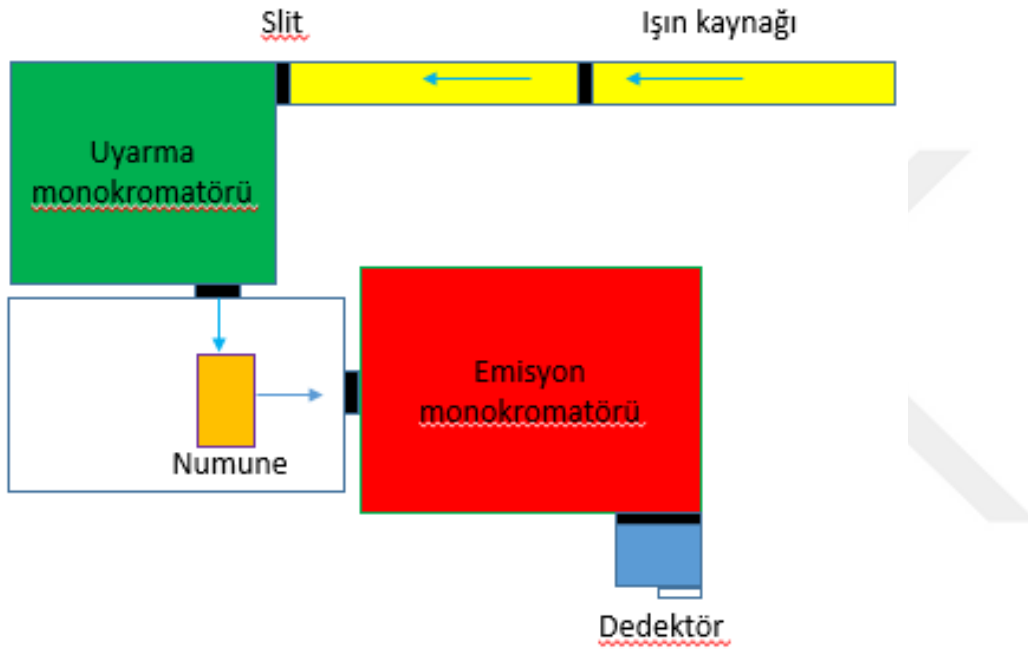 Slit
Işın kaynağı
Uyarma
monokromatörü
Emisyon
monokromatörü
Numune
Dedektör